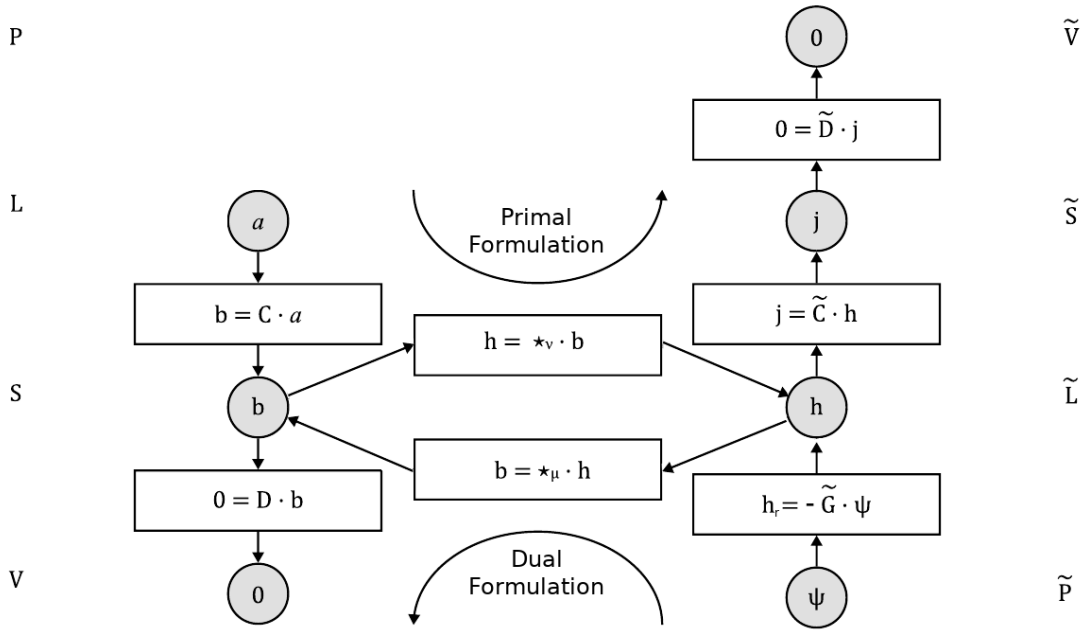 P
0
Ṽ
0 = D̃ · j
L
a
Primal
Formulation
j
S̃
b = C · a
h = ⋆ᵥ · b
j = C̃ · h
S
b
h
L̃
b = ⋆μ · h
0 = D · b
hᵣ = - G̃ · ψ
V
0
Dual
Formulation
ψ
P̃